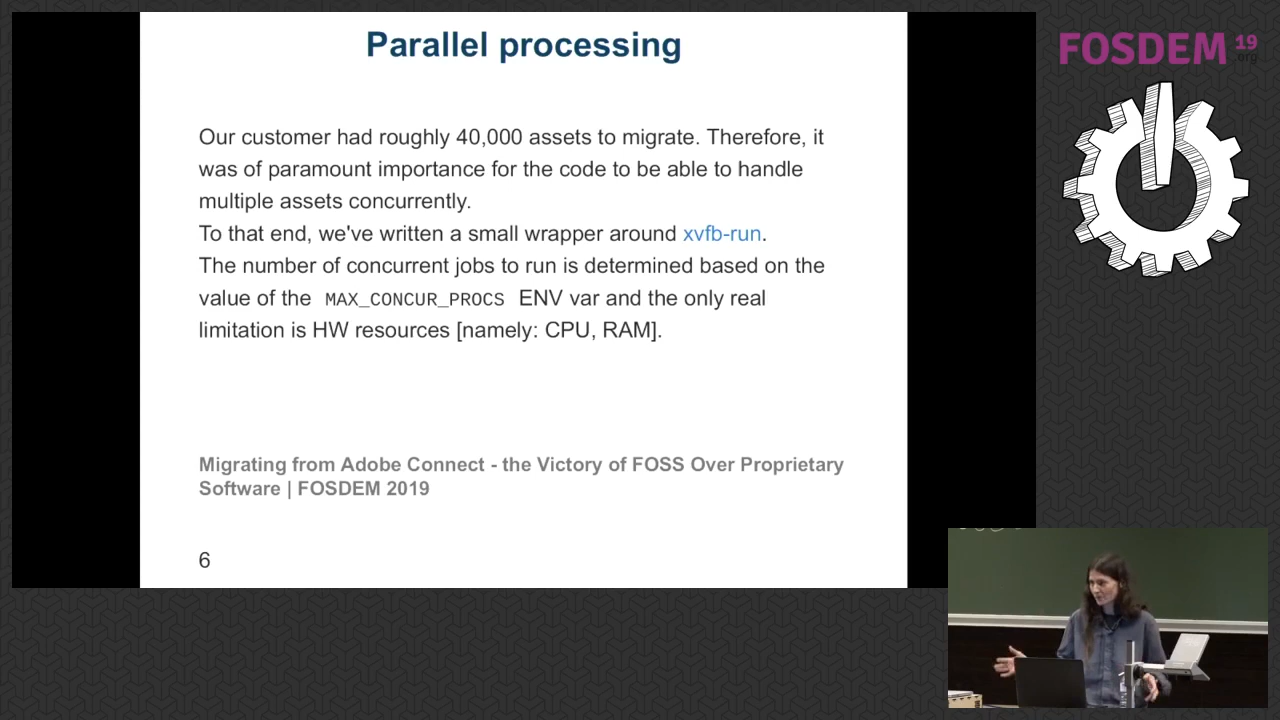 Parallel processing
Our customer had roughly 40,000 assets to migrate. Therefore, it
was of paramount importance for the code to be able to handle
multiple assets concurrently.
To that end, we've written a small wrapper around xvfb-run.
The number of concurrent jobs to run is determined based on the
value of the MAX_CONCUR_PROCS ENV var and the only real
limitation is HW resources [namely: CPU, RAM].
Migrating from Adobe Connect - the Victory of FOSS Over Proprietary
Software | FOSDEM 2019
6
FOSDEM 19
.org